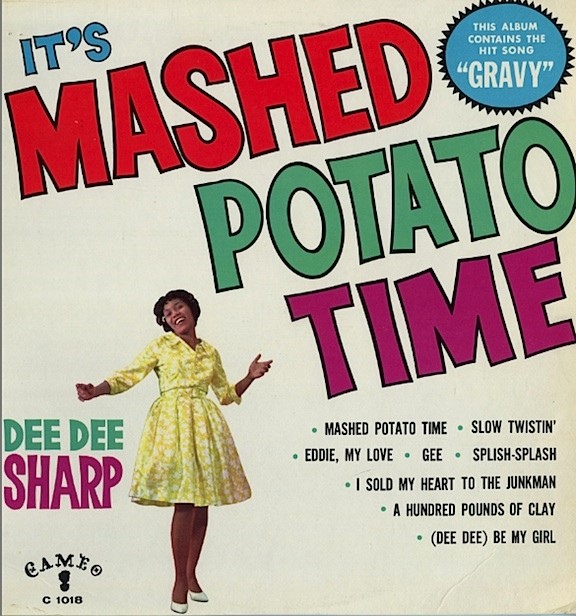 IT'S
MASHED
POTATO
TIME
THIS ALBUM
CONTAINS THE
HIT SONG
“GRAVY”
DEE DEE
SHARP
• MASHED POTATO TIME • SLOW TWISTIN'
• EDDIE, MY LOVE • GEE • SPLISH-SPLASH
• I SOLD MY HEART TO THE JUNKMAN
• A HUNDRED POUNDS OF CLAY
• (DEE DEE) BE MY GIRL
CAMEO
C 1018